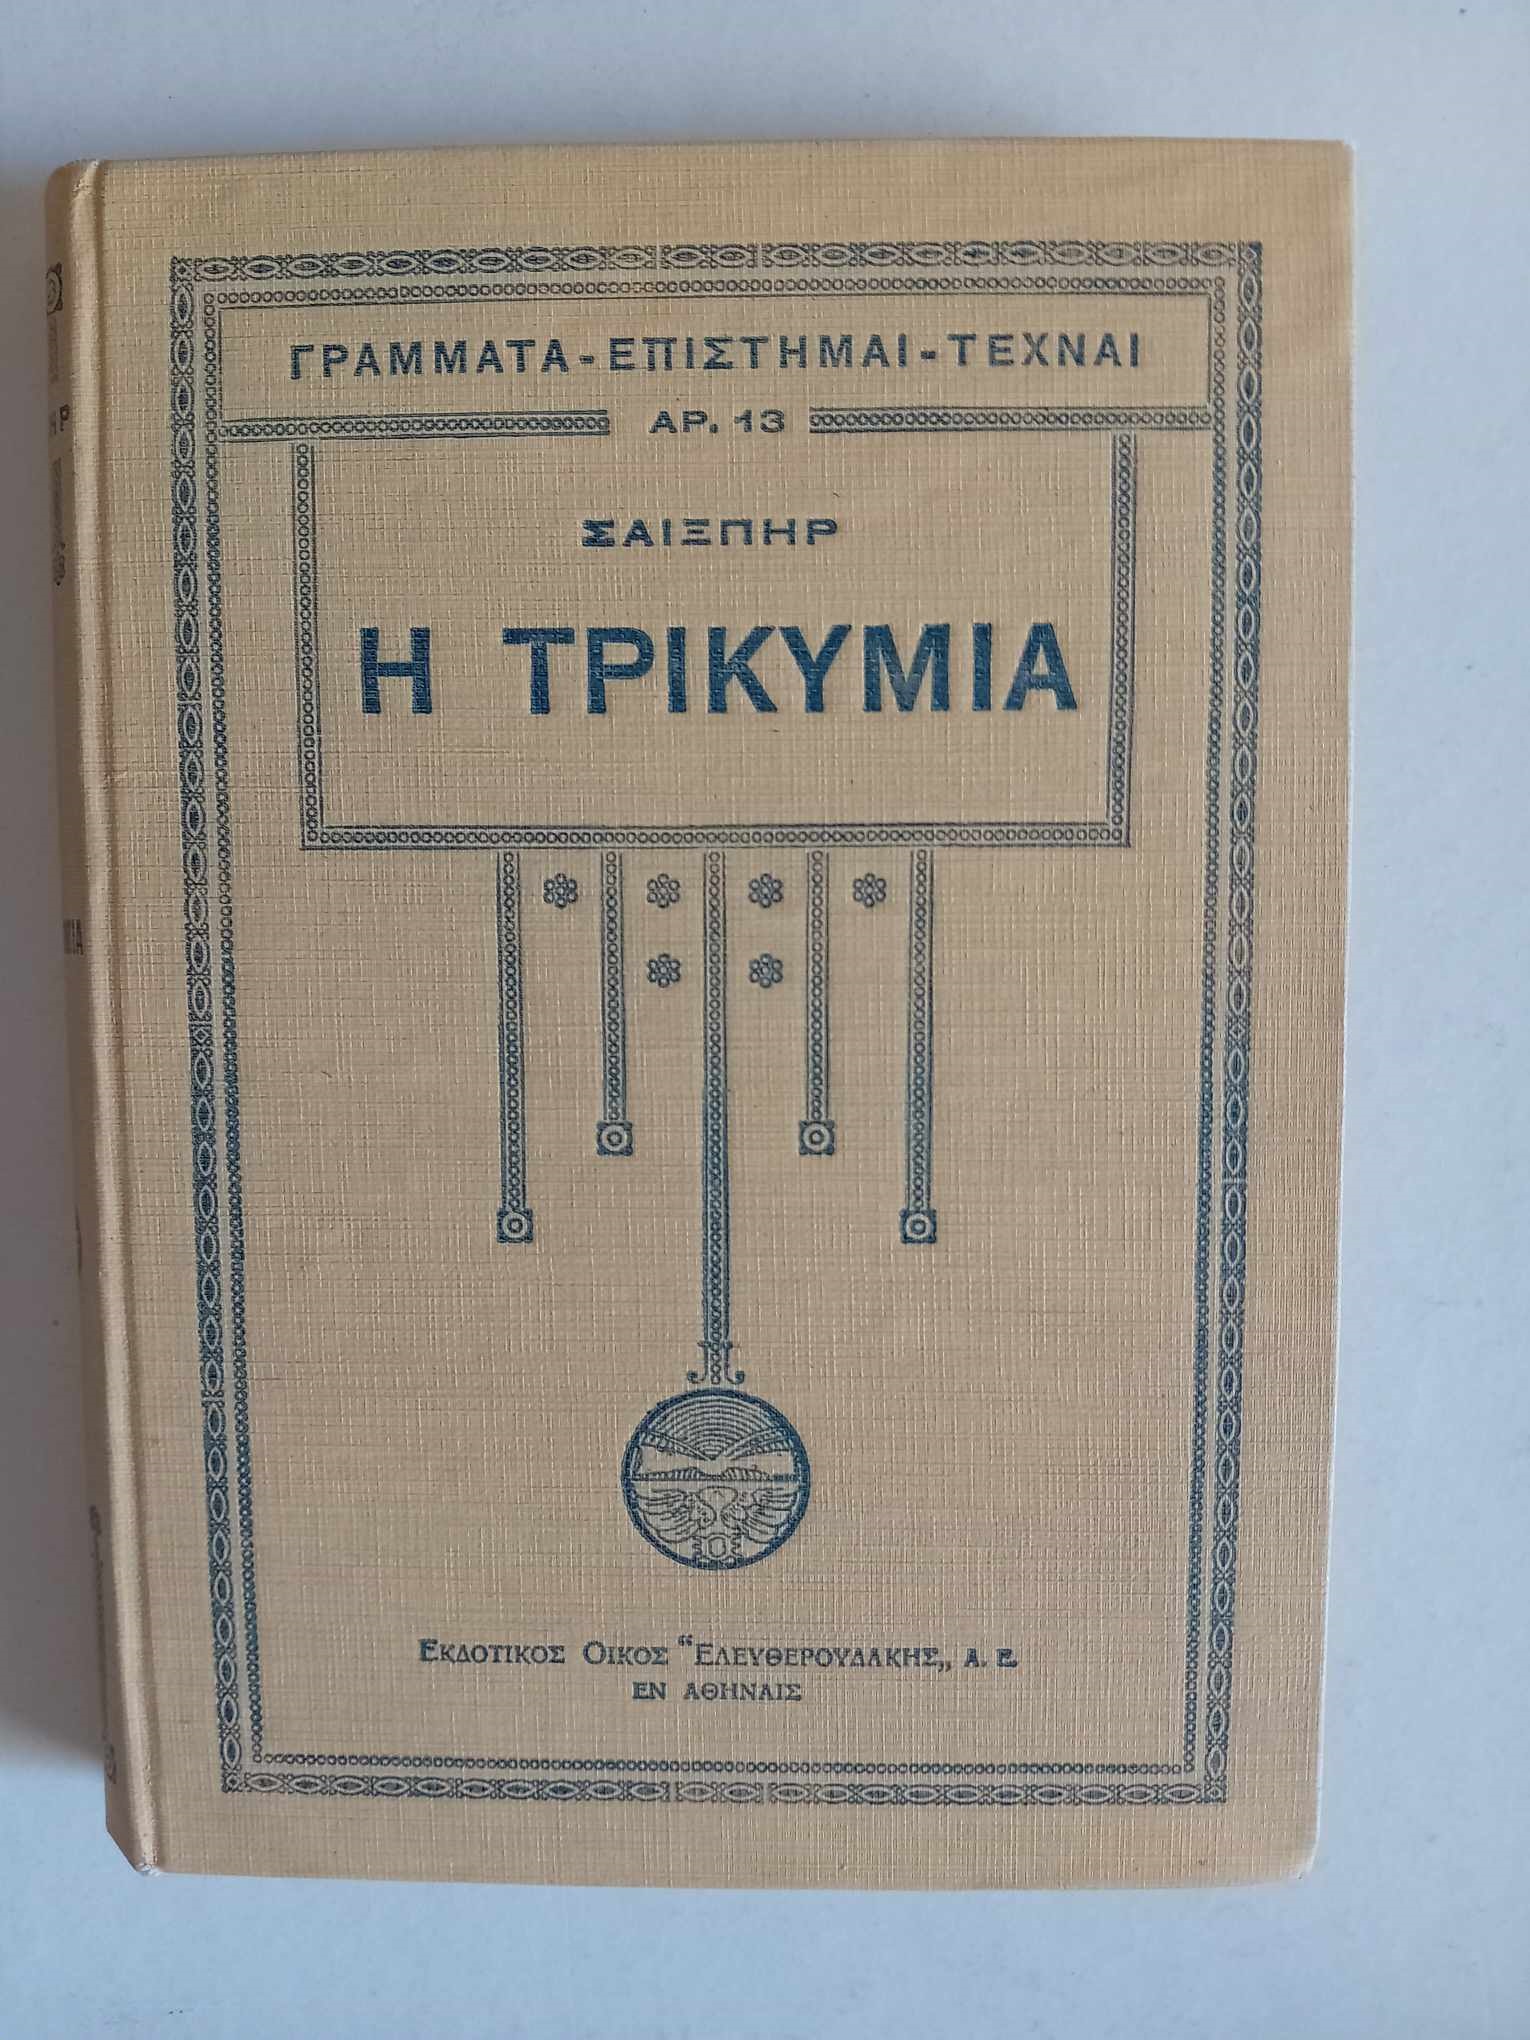 ΓΡΑΜΜΑΤΑ - ΕΠΙΣΤΗΜΑΙ - ΤΕΧΝΑΙ
ΑΡ. 13
ΣΑΙΞΠΗΡ
Η ΤΡΙΚΥΜΙΑ
ΕΚΔΟΤΙΚΟΣ ΟΙΚΟΣ “ΕΛΕΥΘΕΡΟΥΔΑΚΗΣ„ Α. Ε.
ΕΝ ΑΘΗΝΑΙΣ